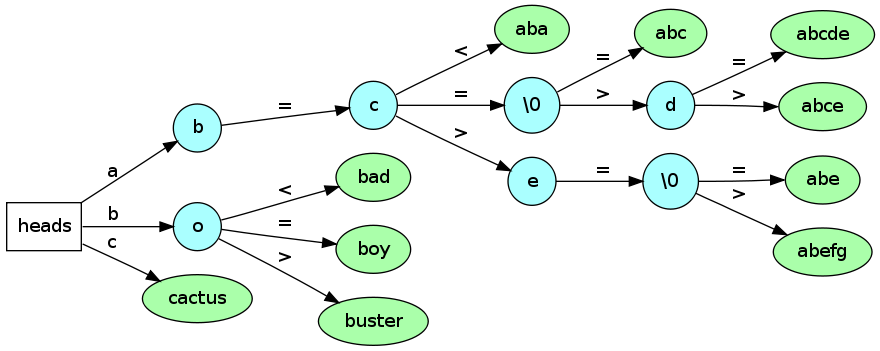 aba
abc
abcde
<
=
=
c
=
\0
>
d
>
abce
b
=
>
a
e
=
\0
=
abe
bad
>
<
heads
b
o
=
boy
abefg
c
>
cactus
buster